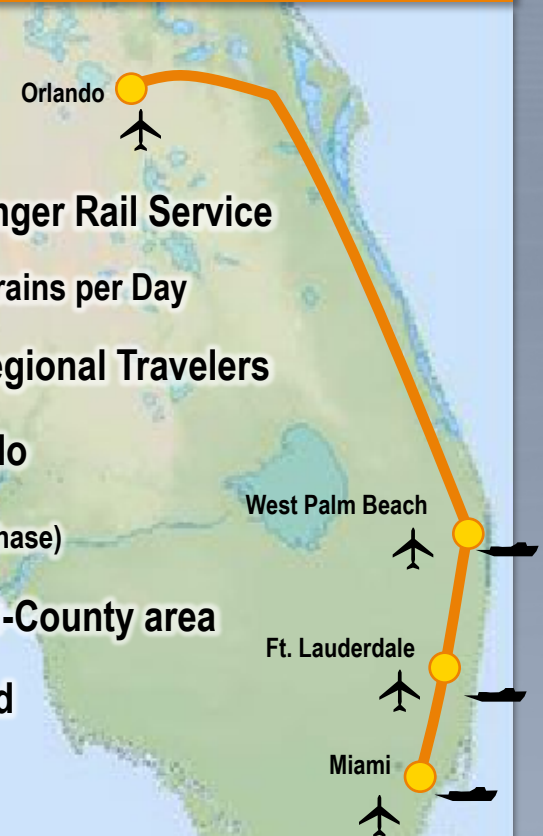 Orlando
nger Rail Service
rains per Day
egional Travelers
do
West Palm Beach
hase)
-County area
Ft. Lauderdale
d
Miami